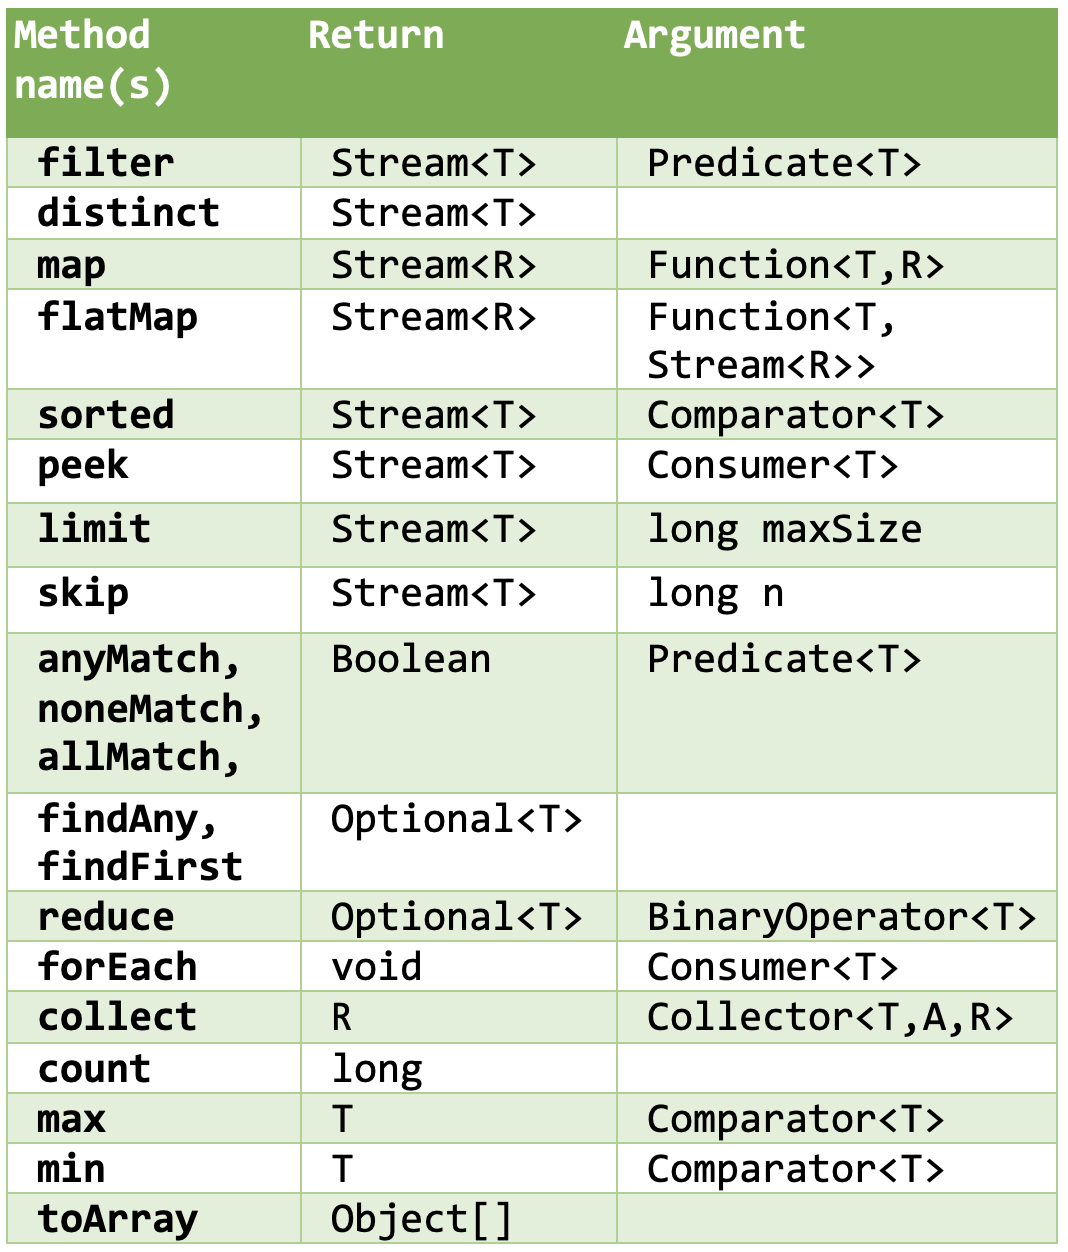 Method Return Argument
name(s)
filter Stream<T> Predicate<T>
distinct Stream<T>
map Stream<R> Function<T,R>
flatMap Stream<R> Function<T,
Stream<R>>
sorted Stream<T> Comparator<T>
peek Stream<T> Consumer<T>
limit Stream<T> long maxSize
skip Stream<T> long n
anyMatch, Boolean Predicate<T>
noneMatch,
allMatch,
findAny, Optional<T>
findFirst
reduce Optional<T> BinaryOperator<T>
forEach void Consumer<T>
collect R Collector<T,A,R>
count long
max T Comparator<T>
min T Comparator<T>
toArray Object[]